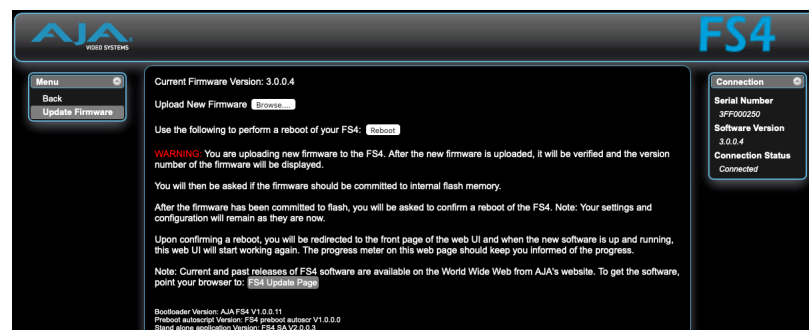 AJA
VIDEO SYSTEMS
FS4
Menu
Back
Update Firmware
Current Firmware Version: 3.0.0.4
Upload New Firmware Browse....
Use the following to perform a reboot of your FS4: Reboot
WARNING: You are uploading new firmware to the FS4. After the new firmware is uploaded, it will be verified and the version
number of the firmware will be displayed.
You will then be asked if the firmware should be committed to internal flash memory.
After the firmware has been committed to flash, you will be asked to confirm a reboot of the FS4. Note: Your settings and
configuration will remain as they are now.
Upon confirming a reboot, you will be redirected to the front page of the web UI and when the new software is up and running,
this web UI will start working again. The progress meter on this web page should keep you informed of the progress.
Note: Current and past releases of FS4 software are available on the World Wide Web from AJA's website. To get the software,
point your browser to: FS4 Update Page
Bootloader Version: AJA FS4 V1.0.0.11
Preboot autoscript Version: FS4 preboot autoscr V1.0.0.0
Stand alone application Version: FS4 SA V2.0.0.3
Connection
Serial Number
3FF000250
Software Version
3.0.0.4
Connection Status
Connected